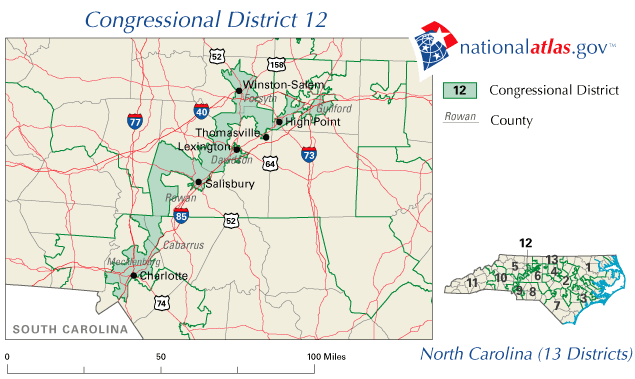 Congressional District 12
nationalatlas.gov™
12 Congressional District
Rowan County
52
158
Winston-Salem
Forsyth
40
77
Guilford
High Point
Thomasville
Lexington
Davidson
73
64
Salisbury
Rowan
85
52
Cabarrus
Mecklenburg
Charlotte
74
SOUTH CAROLINA
0 50 100 Miles
12
13
5
1
4
6
2
10
11
9
8
3
7
North Carolina (13 Districts)